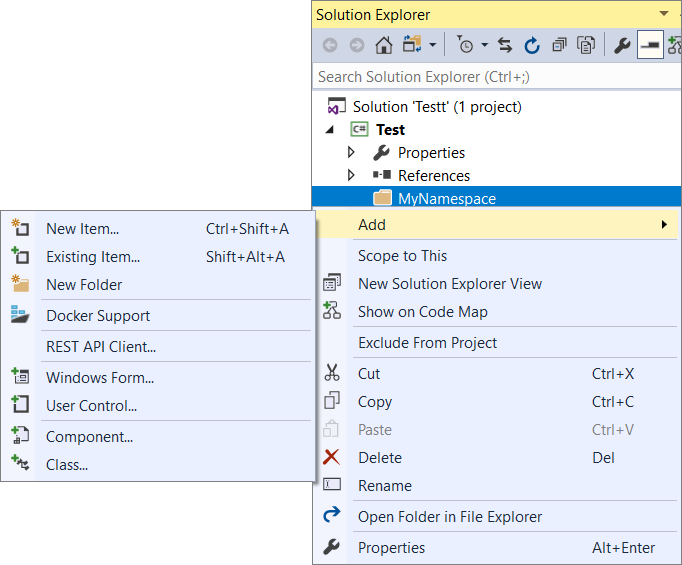 Solution Explorer
Search Solution Explorer (Ctrl+;)
Solution 'Testt' (1 project)
C# Test
Properties
References
MyNamespace
Add
Scope to This
New Solution Explorer View
Show on Code Map
Exclude From Project
Cut Ctrl+X
Copy Ctrl+C
Paste Ctrl+V
Delete Del
Rename
Open Folder in File Explorer
Properties Alt+Enter
New Item... Ctrl+Shift+A
Existing Item... Shift+Alt+A
New Folder
Docker Support
REST API Client...
Windows Form...
User Control...
Component...
Class...